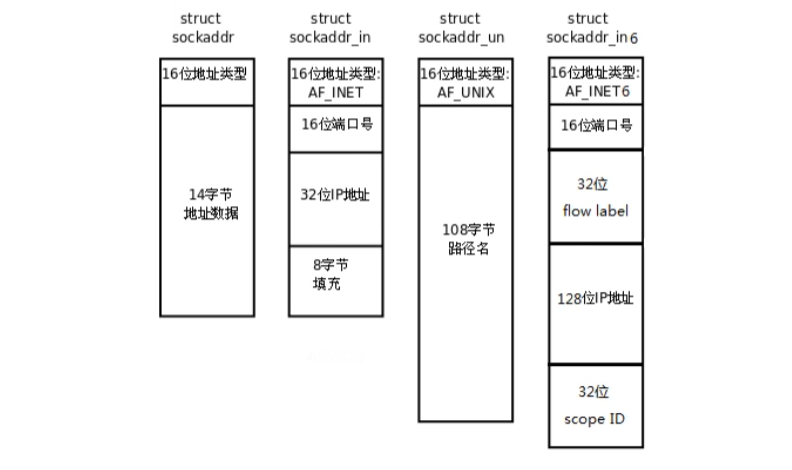 struct
sockaddr
16位地址类型
14字节
地址数据
struct
sockaddr_in
16位地址类型:
AF_INET
16位端口号
32位IP地址
8字节
填充
struct
sockaddr_un
16位地址类型:
AF_UNIX
108字节
路径名
struct
sockaddr_in6
16位地址类型:
AF_INET6
16位端口号
32位
flow label
128位IP地址
32位
scope ID